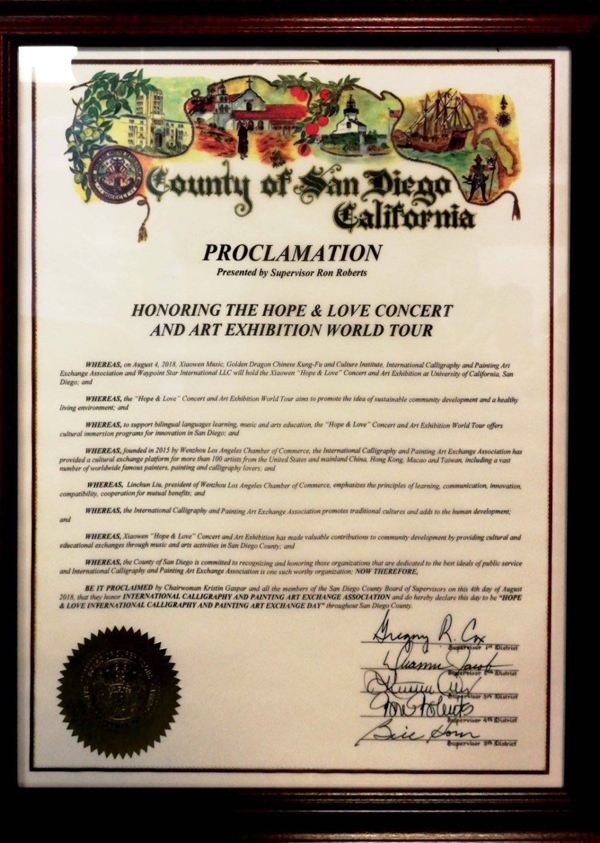 County of San Diego
California
PROCLAMATION
Presented by Supervisor Ron Roberts
HONORING THE HOPE & LOVE CONCERT
AND ART EXHIBITION WORLD TOUR
WHEREAS, on August 4, 2018, Xiaowen Music, Golden Dragon Chinese Kung-Fu and Culture Institute, International Calligraphy and Painting Art
Exchange Association and Waypoint Star International LLC will hold the Xiaowen "Hope & Love" Concert and Art Exhibition at University of California, San
Diego; and
WHEREAS, the "Hope & Love" Concert and Art Exhibition World Tour aims to promote the idea of sustainable community development and a healthy
living environment; and
WHEREAS, to support bilingual languages learning, music and arts education, the "Hope & Love" Concert and Art Exhibition World Tour offers
cultural immersion programs for innovation in San Diego; and
WHEREAS, founded in 2015 by Wenzhou Los Angeles Chamber of Commerce, the International Calligraphy and Painting Art Exchange Association has
provided a cultural exchange platform for more than 100 artists from the United States and mainland China, Hong Kong, Macao and Taiwan, including a vast
number of worldwide famous painters, painting and calligraphy lovers; and
WHEREAS, Linchun Liu, president of Wenzhou Los Angeles Chamber of Commerce, emphasizes the principles of learning, communication, innovation,
compatibility, cooperation for mutual benefits; and
WHEREAS, the International Calligraphy and Painting Art Exchange Association promotes traditional cultures and adds to the human development;
and
WHEREAS, Xiaowen "Hope & Love" Concert and Art Exhibition has made valuable contributions to community development by providing cultural and
educational exchanges through music and arts activities in San Diego County; and
WHEREAS, the County of San Diego is committed to recognizing and honoring those organizations that are dedicated to the best ideals of public service
and International Calligraphy and Painting Art Exchange Association is one such worthy organization; NOW THEREFORE,
BE IT PROCLAIMED by Chairwoman Kristin Gaspar and all the members of the San Diego County Board of Supervisors on this 4th day of August
2018, that they honor INTERNATIONAL CALLIGRAPHY AND PAINTING ART EXCHANGE ASSOCIATION and do hereby declare this day to be "HOPE
& LOVE INTERNATIONAL CALLIGRAPHY AND PAINTING ART EXCHANGE DAY" throughout San Diego County.
Gregory R. Cox
Supervisor 1st District
Supervisor 2nd District
Supervisor 3rd District
Ron Roberts
Supervisor 4th District
Supervisor 5th District